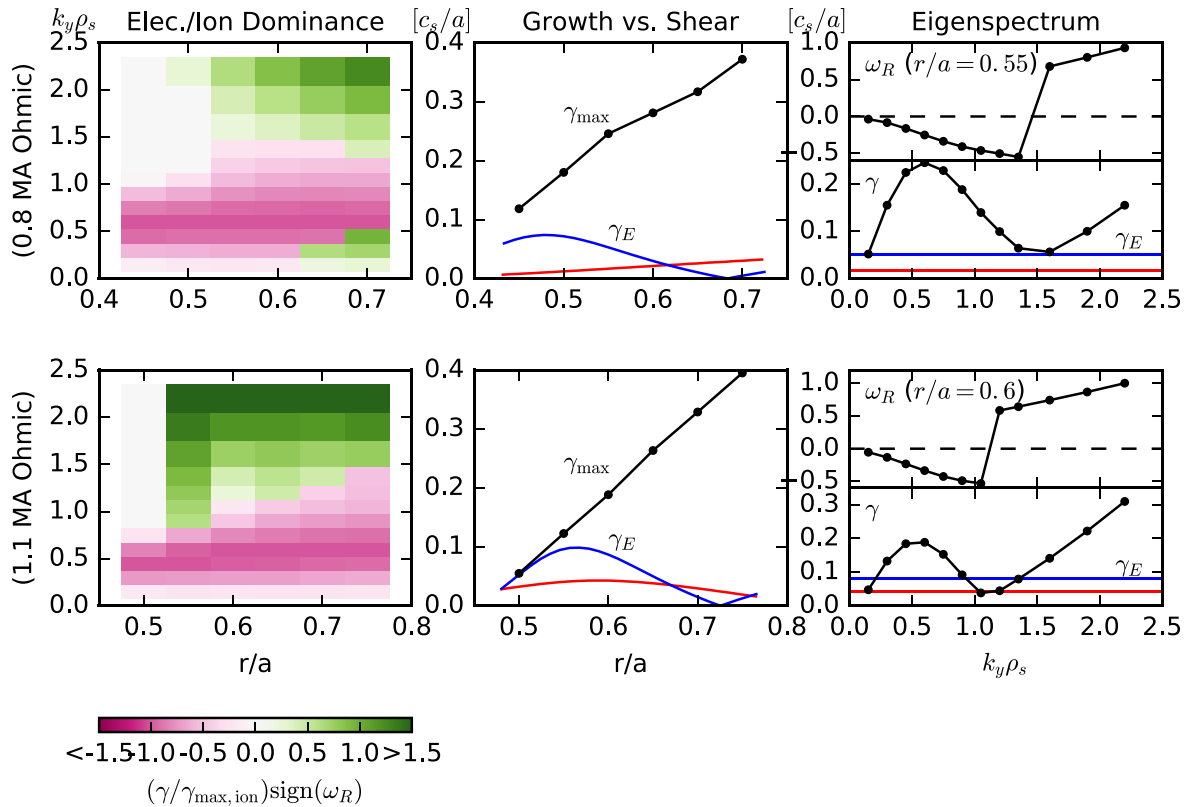 k_yρ_s Elec./Ion Dominance [c_s/a] Growth vs. Shear [c_s/a] Eigenspectrum
2.5
2.0
1.5
1.0
0.5
0.0
(0.8 MA Ohmic)
0.4 0.5 0.6 0.7
0.4
0.3
0.2
0.1
0.0
γ_max
γ_E
0.4 0.5 0.6 0.7
1.0
0.5
0.0
0.5
ω_R (r/a = 0.55)
0.2
0.1
0.0
γ
γ_E
0.0 0.5 1.0 1.5 2.0 2.5
2.5
2.0
1.5
1.0
0.5
0.0
(1.1 MA Ohmic)
0.5 0.6 0.7 0.8
r/a
0.4
0.3
0.2
0.1
0.0
γ_max
γ_E
0.5 0.6 0.7 0.8
r/a
1.0
0.5
0.0
-0.5
ω_R (r/a = 0.6)
0.3
0.2
0.1
0.0
γ
γ_E
0.0 0.5 1.0 1.5 2.0 2.5
k_yρ_s
<-1.5 -1.0 -0.5 0.0 0.5 1.0 >1.5
(γ/γ_max,ion)sign(ω_R)